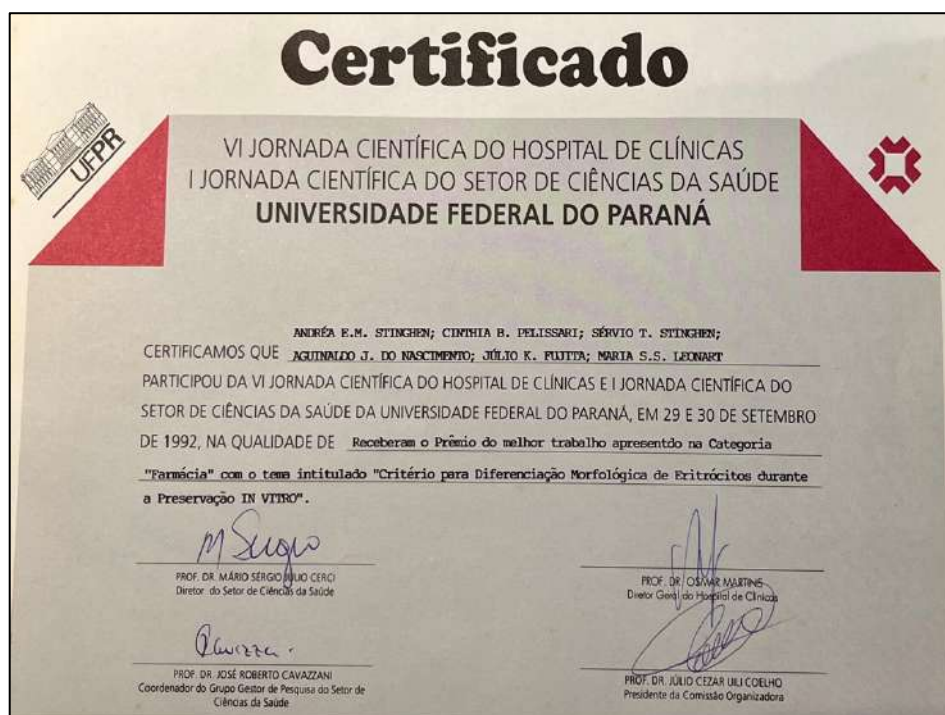 Certificado
UFPR
VI JORNADA CIENTÍFICA DO HOSPITAL DE CLÍNICAS
I JORNADA CIENTÍFICA DO SETOR DE CIÊNCIAS DA SAÚDE
UNIVERSIDADE FEDERAL DO PARANÁ
ANDRÉA E.M. STINGHEN; CINTHIA B. PELISSARI; SÉRVIO T. STINGHEN;
CERTIFICAMOS QUE AGUINALDO J. DO NASCIMENTO; JÚLIO K. FUJITA; MARIA S.S. LEONART
PARTICIPOU DA VI JORNADA CIENTÍFICA DO HOSPITAL DE CLÍNICAS E I JORNADA CIENTÍFICA DO
SETOR DE CIÊNCIAS DA SAÚDE DA UNIVERSIDADE FEDERAL DO PARANÁ, EM 29 E 30 DE SETEMBRO
DE 1992, NA QUALIDADE DE Receberam o Prêmio do melhor trabalho apresentdo na Categoria
"Farmácia" com o tema intitulado "Critério para Diferenciação Morfológica de Eritrócitos durante
a Preservação IN VITRO".
M Sergio
PROF. DR. MÁRIO SÉRGIO JULIO CERCI
Diretor do Setor de Ciências da Saúde
PROF. DR. OSMAR MARTINS
Diretor Geral do Hospital de Clínicas
PROF. DR. JOSÉ ROBERTO CAVAZZANI
Coordenador do Grupo Gestor de Pesquisa do Setor de
Ciências da Saúde
PROF. DR. JÚLIO CEZAR UILI COELHO
Presidente da Comissão Organizadora